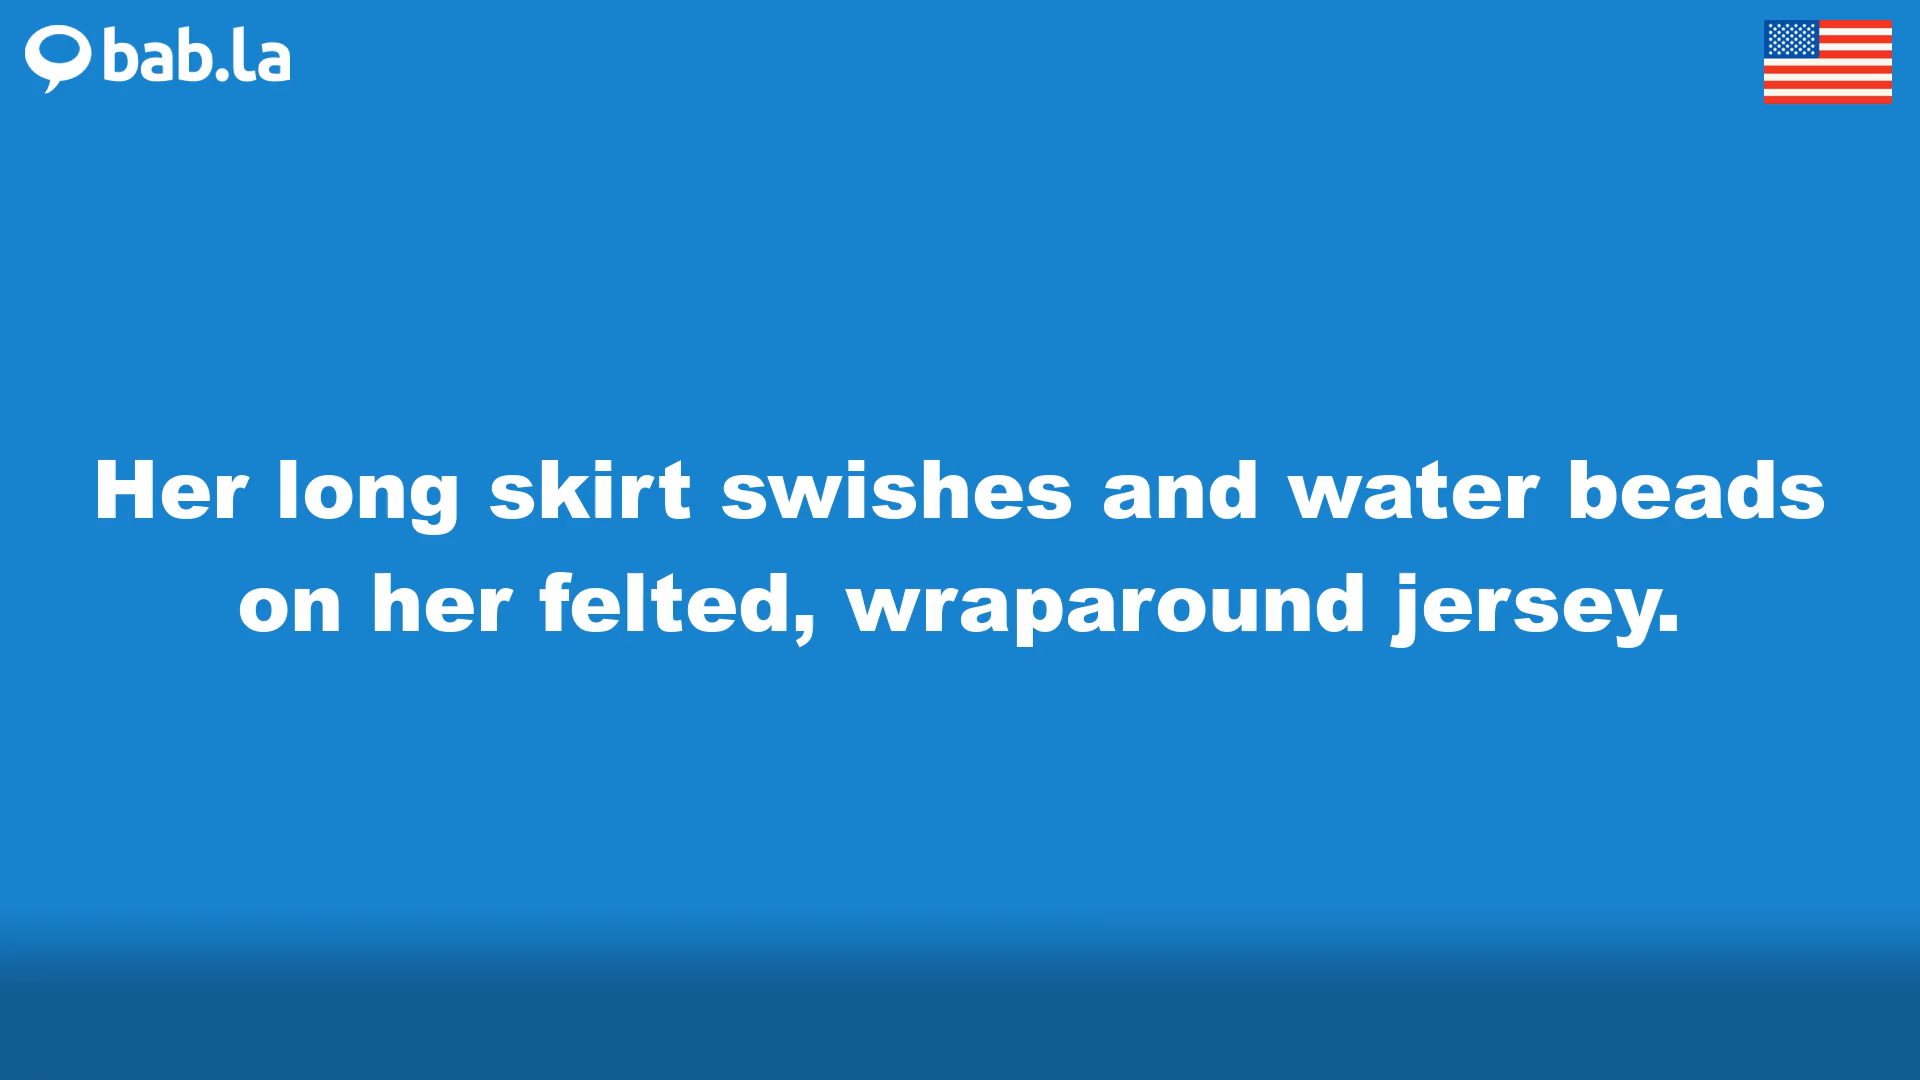 bab.la
Her long skirt swishes and water beads
on her felted, wraparound jersey.